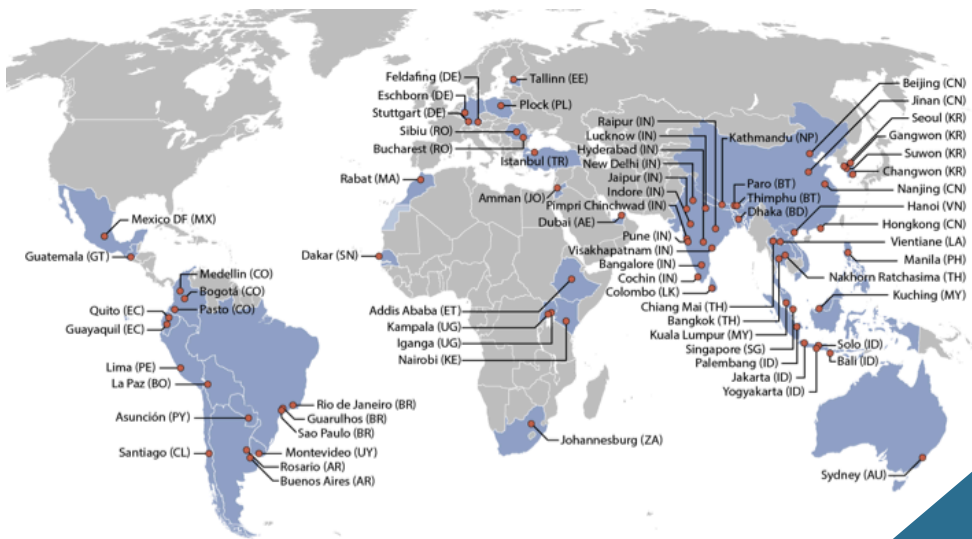 Feldafing (DE)
Tallinn (EE)
Eschborn (DE)
Plock (PL)
Stuttgart (DE)
Sibiu (RO)
Bucharest (RO)
Istanbul (TR)
Rabat (MA)
Amman (JO)
Dubai (AE)
Dakar (SN)
Addis Ababa (ET)
Kampala (UG)
Iganga (UG)
Nairobi (KE)
Johannesburg (ZA)
Mexico DF (MX)
Guatemala (GT)
Medellin (CO)
Bogotá (CO)
Quito (EC)
Pasto (CO)
Guayaquil (EC)
Lima (PE)
La Paz (BO)
Rio de Janeiro (BR)
Asunción (PY)
Guarulhos (BR)
Sao Paulo (BR)
Santiago (CL)
Montevideo (UY)
Rosario (AR)
Buenos Aires (AR)
Raipur (IN)
Lucknow (IN)
Kathmandu (NP)
Hyderabad (IN)
New Delhi (IN)
Jaipur (IN)
Indore (IN)
Pimpri Chinchwad (IN)
Paro (BT)
Thimphu (BT)
Dhaka (BD)
Pune (IN)
Visakhapatnam (IN)
Bangalore (IN)
Cochin (IN)
Colombo (LK)
Chiang Mai (TH)
Bangkok (TH)
Kuala Lumpur (MY)
Singapore (SG)
Palembang (ID)
Jakarta (ID)
Yogyakarta (ID)
Beijing (CN)
Jinan (CN)
Seoul (KR)
Gangwon (KR)
Suwon (KR)
Changwon (KR)
Nanjing (CN)
Hanoi (VN)
Hongkong (CN)
Vientiane (LA)
Manila (PH)
Nakhorn Ratchasima (TH)
Kuching (MY)
Solo (ID)
Bali (ID)
Sydney (AU)